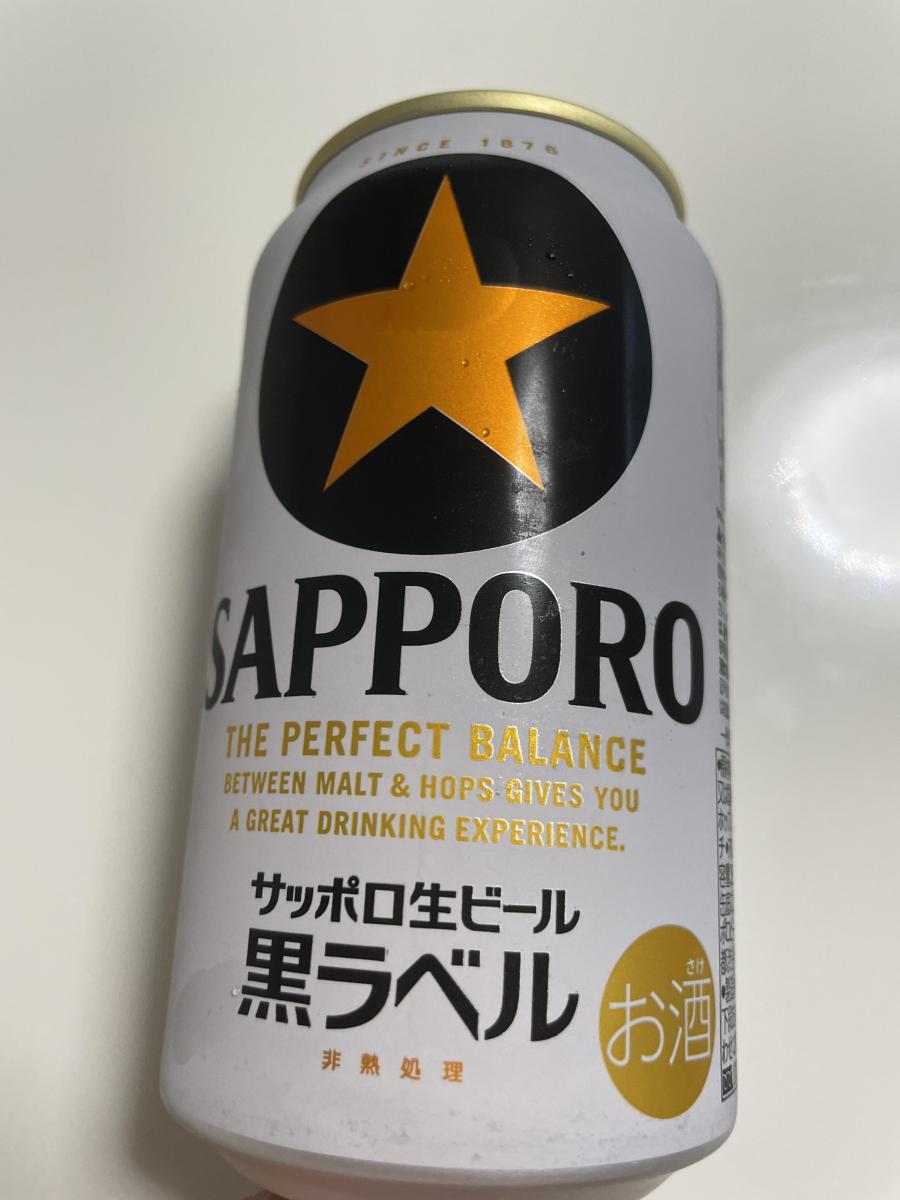 SINCE 1876
SAPPORO
THE PERFECT BALANCE
BETWEEN MALT & HOPS GIVES YOU
A GREAT DRINKING EXPERIENCE.
サッポロ生ビール
黒ラベル
非熱処理
さけ
お酒